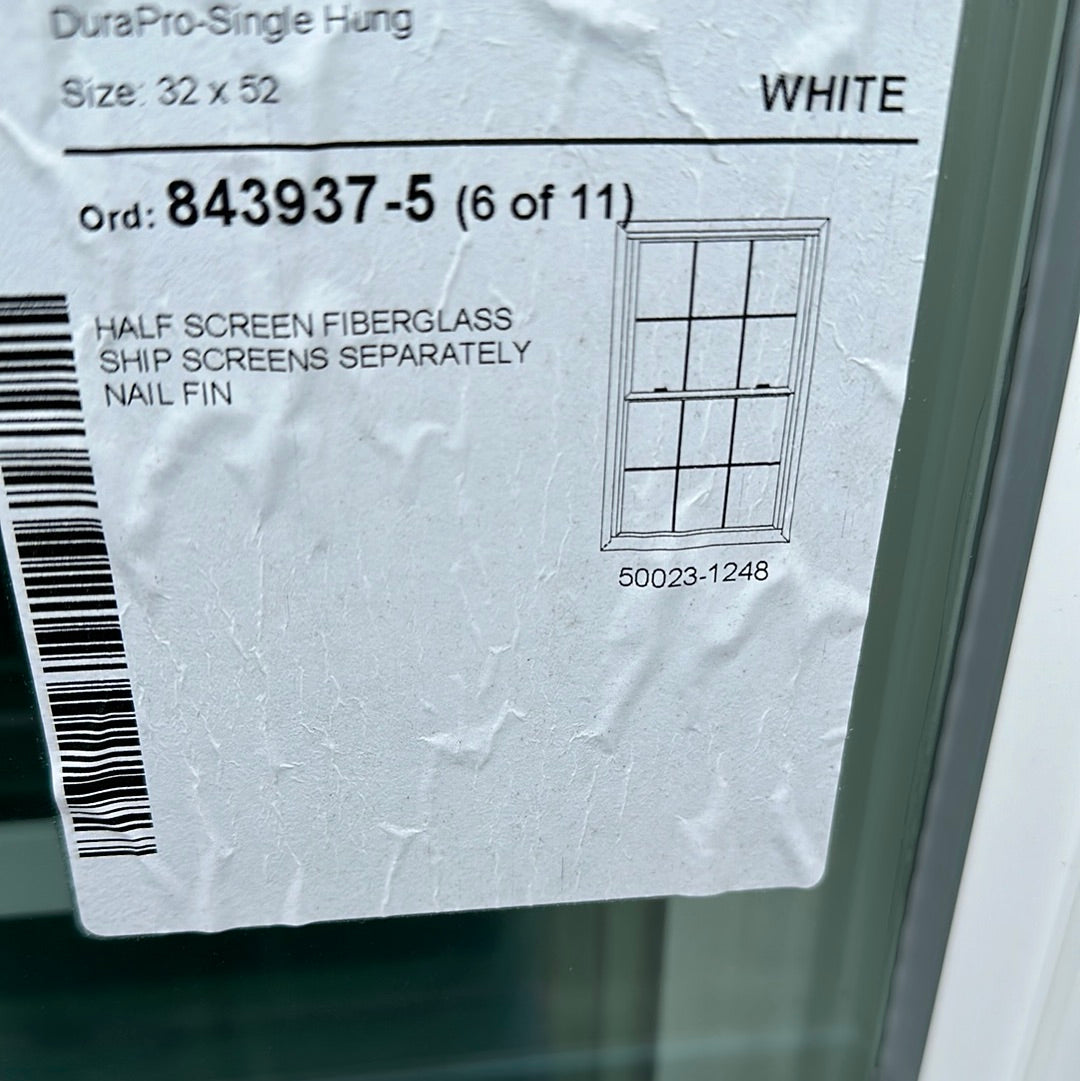 DuraPro-Single Hung
Size: 32 x 52
WHITE
Ord: 843937-5 (6 of 11)
HALF SCREEN FIBERGLASS
SHIP SCREENS SEPARATELY
NAIL FIN
50023-1248